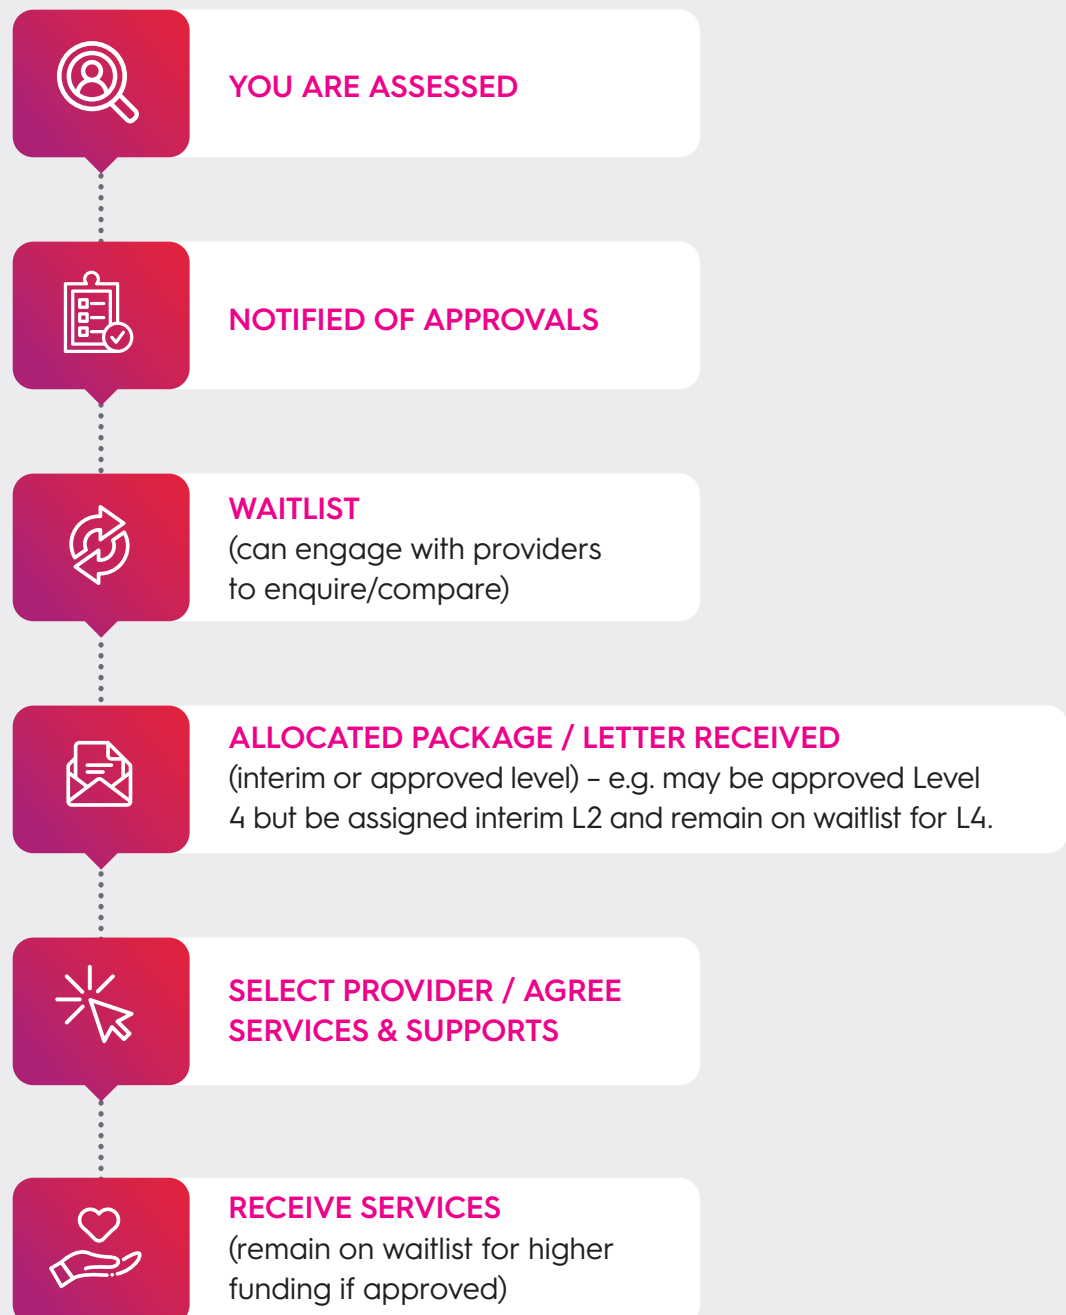 YOU ARE ASSESSED
NOTIFIED OF APPROVALS
WAITLIST
(can engage with providers
to enquire/compare)
ALLOCATED PACKAGE / LETTER RECEIVED
(interim or approved level) – e.g. may be approved Level
4 but be assigned interim L2 and remain on waitlist for L4.
SELECT PROVIDER / AGREE
SERVICES & SUPPORTS
RECEIVE SERVICES
(remain on waitlist for higher
funding if approved)